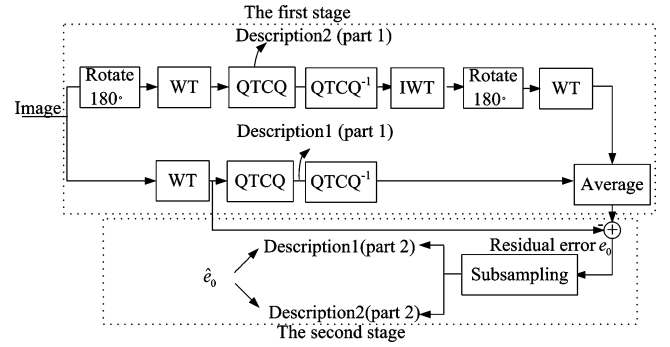 The first stage
Description2 (part 1)
Image
Rotate 180°
WT
QTCQ
QTCQ⁻¹
IWT
Rotate 180°
WT
Description1 (part 1)
WT
QTCQ
QTCQ⁻¹
Average
-
+
Residual error e₀
Description1(part 2)
Subsampling
ê₀
Description2(part 2)
The second stage